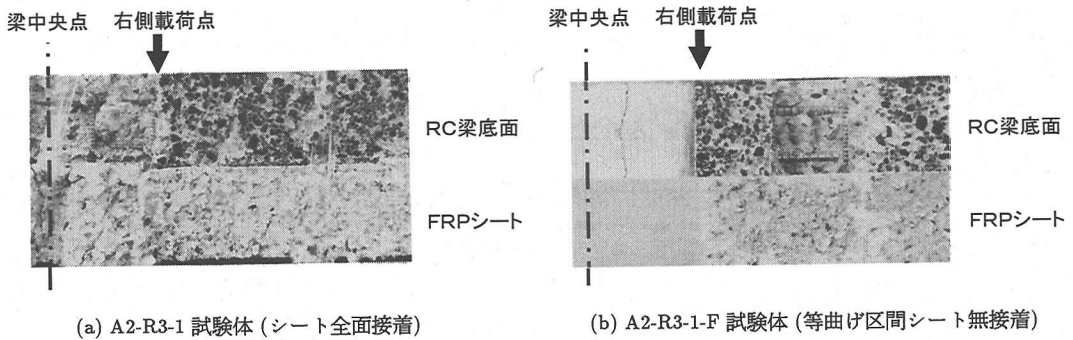 梁中央点 右側載荷点
RC梁底面
FRPシート
(a) A2-R3-1 試験体 (シート全面接着)
梁中央点 右側載荷点
RC梁底面
FRPシート
(b) A2-R3-1-F 試験体 (等曲げ区間シート無接着)